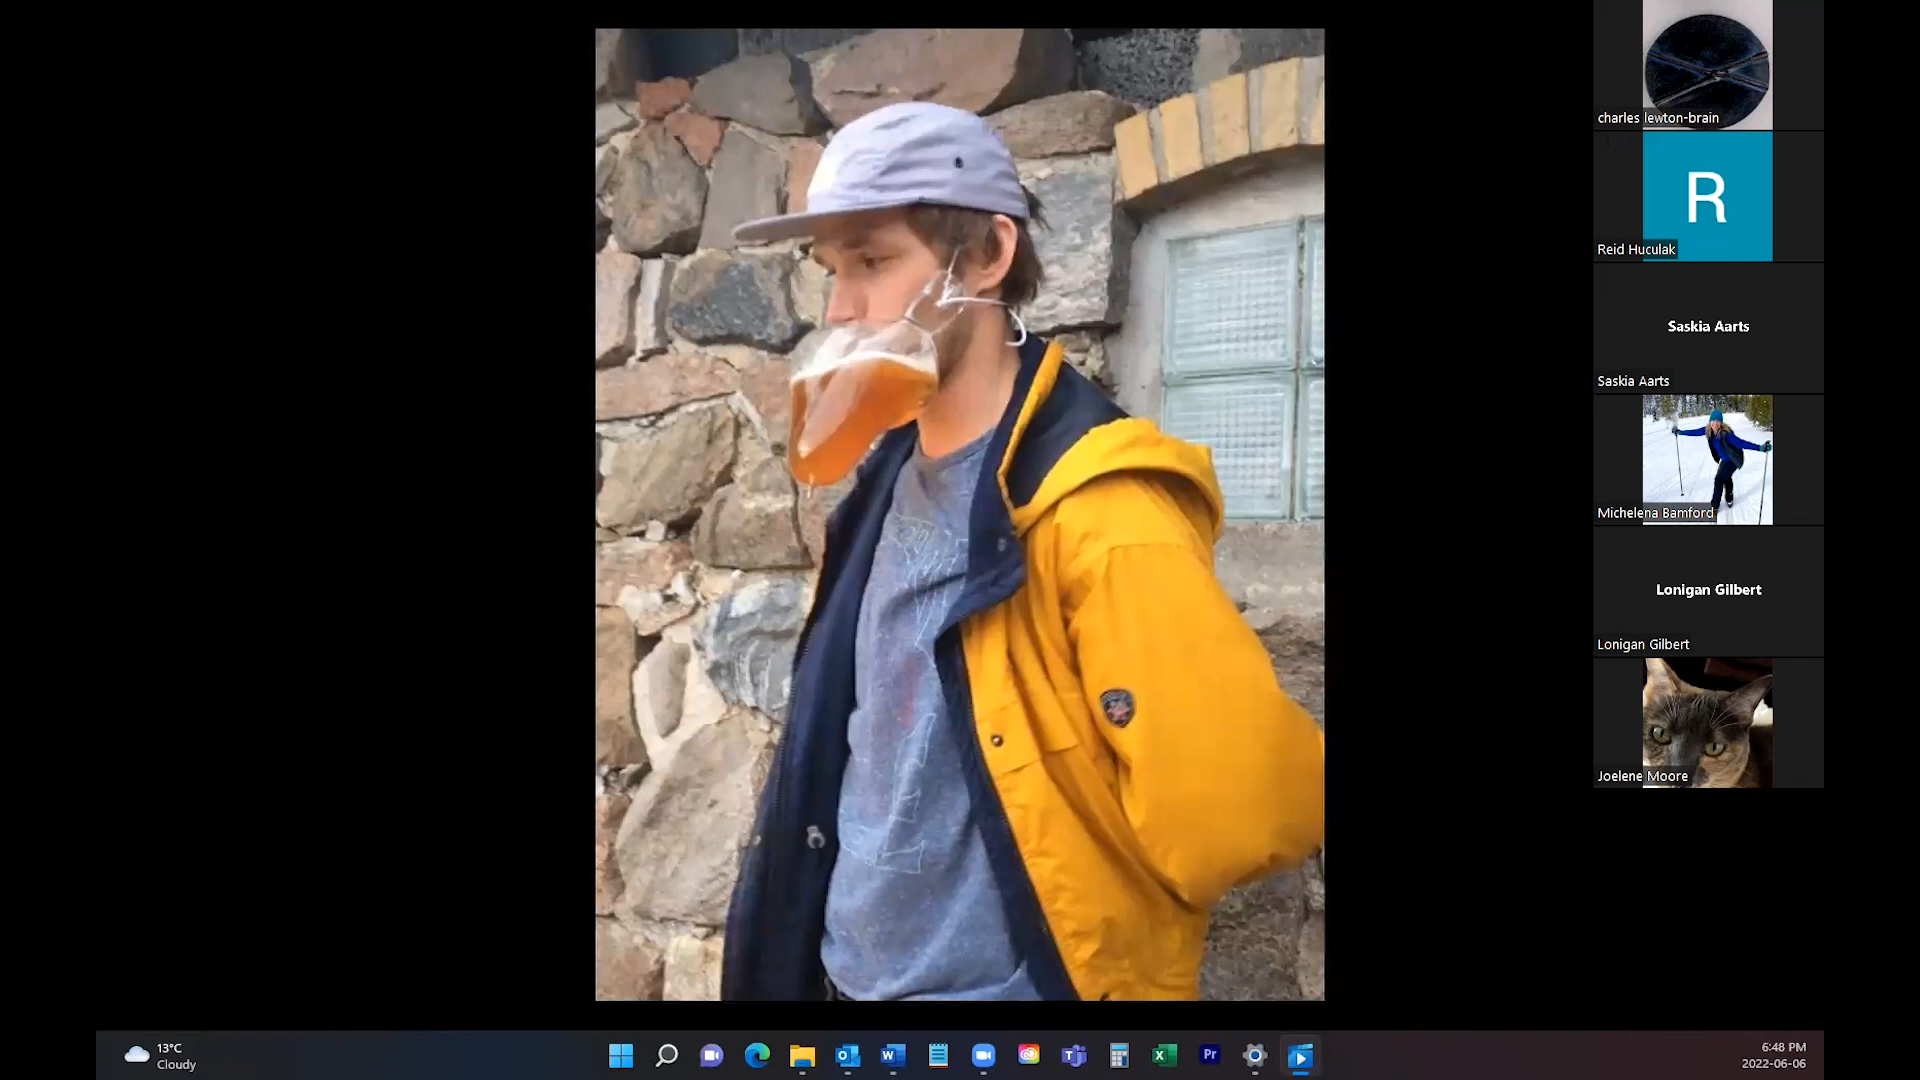 charles lewton-brain
R
Reid Huculak
Saskia Aarts
Saskia Aarts
Michelena Bamford
Lonigan Gilbert
Lonigan Gilbert
Joelene Moore
13°C
Cloudy
6:48 PM
2022-06-06